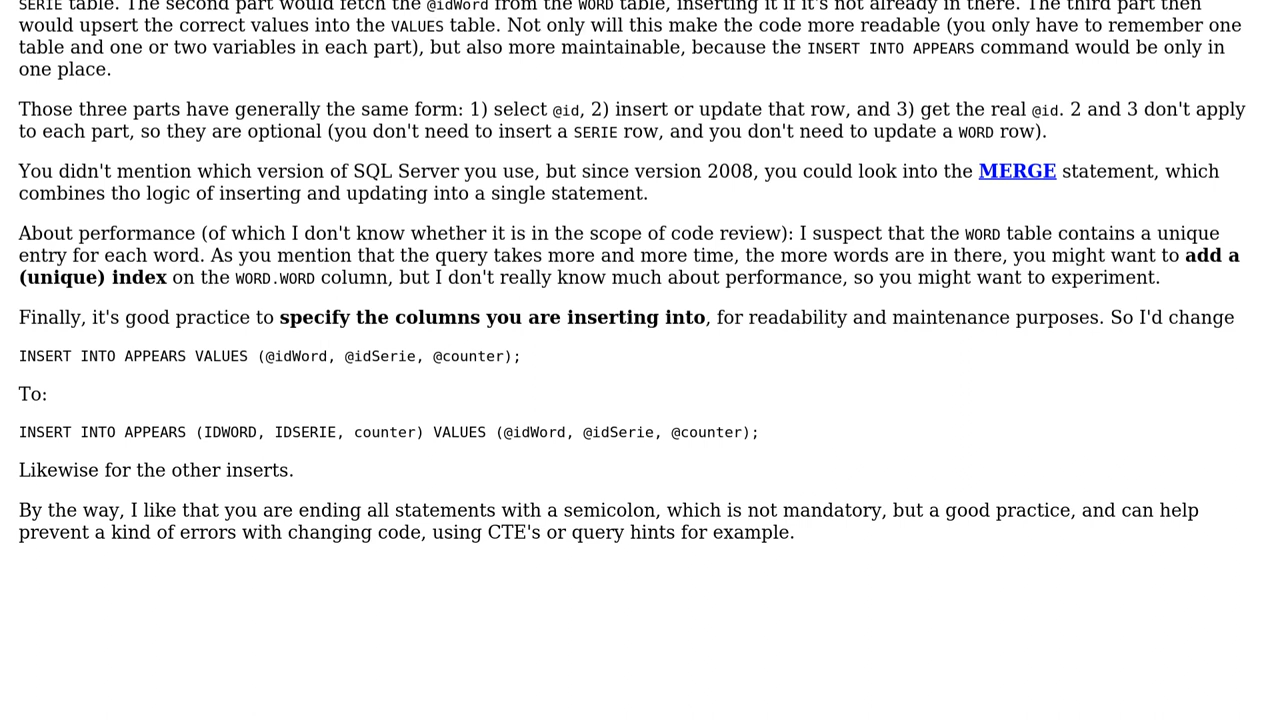 SERIE table. The second part would fetch the @idWord from the WORD table, inserting it if it's not already in there. The third part then
would upsert the correct values into the VALUES table. Not only will this make the code more readable (you only have to remember one
table and one or two variables in each part), but also more maintainable, because the INSERT INTO APPEARS command would be only in
one place.
Those three parts have generally the same form: 1) select @id, 2) insert or update that row, and 3) get the real @id. 2 and 3 don't apply
to each part, so they are optional (you don't need to insert a SERIE row, and you don't need to update a WORD row).
You didn't mention which version of SQL Server you use, but since version 2008, you could look into the MERGE statement, which
combines tho logic of inserting and updating into a single statement.
About performance (of which I don't know whether it is in the scope of code review): I suspect that the WORD table contains a unique
entry for each word. As you mention that the query takes more and more time, the more words are in there, you might want to add a
(unique) index on the WORD.WORD column, but I don't really know much about performance, so you might want to experiment.
Finally, it's good practice to specify the columns you are inserting into, for readability and maintenance purposes. So I'd change
INSERT INTO APPEARS VALUES (@idWord, @idSerie, @counter);
To:
INSERT INTO APPEARS (IDWORD, IDSERIE, counter) VALUES (@idWord, @idSerie, @counter);
Likewise for the other inserts.
By the way, I like that you are ending all statements with a semicolon, which is not mandatory, but a good practice, and can help
prevent a kind of errors with changing code, using CTE's or query hints for example.